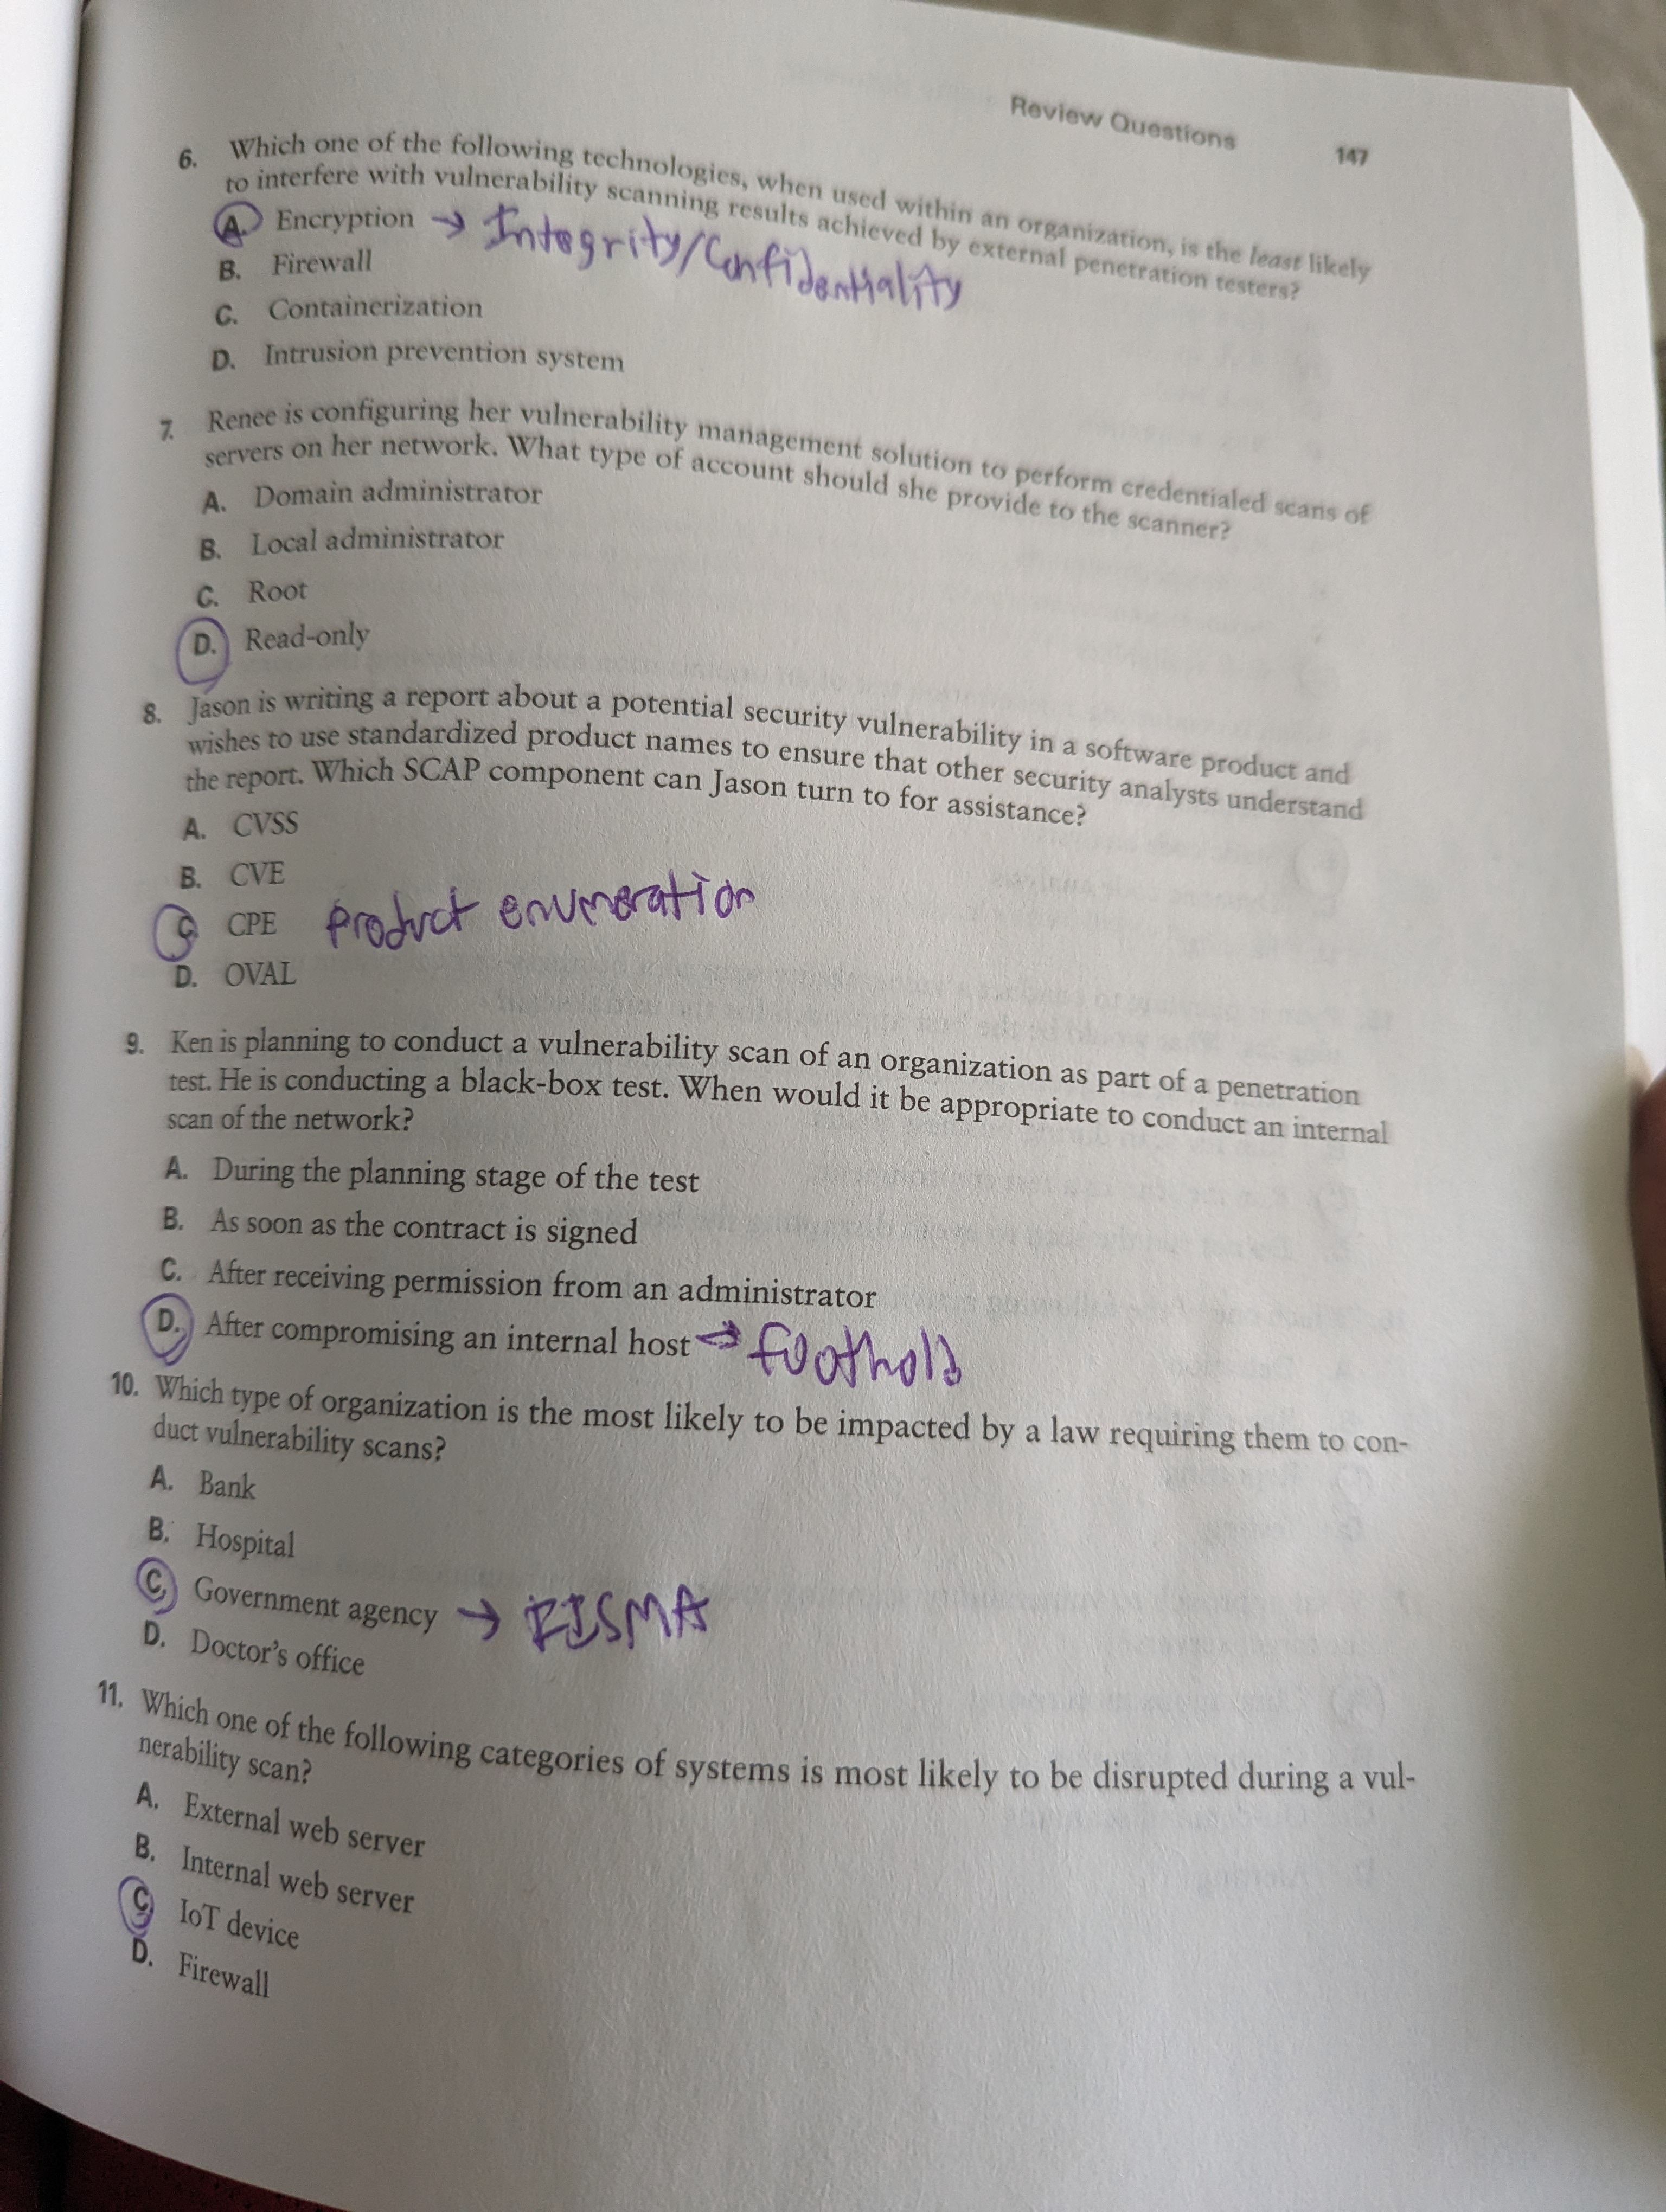 Review Questions 147
6. Which one of the following technologies, when used within an organization, is the least likely
to interfere with vulnerability scanning results achieved by external penetration testers?
A. Encryption → Integrity/Confidentiality
B. Firewall
C. Containerization
D. Intrusion prevention system
7. Renee is configuring her vulnerability management solution to perform credentialed scans of
servers on her network. What type of account should she provide to the scanner?
A. Domain administrator
B. Local administrator
C. Root
D. Read-only
8. Jason is writing a report about a potential security vulnerability in a software product and
wishes to use standardized product names to ensure that other security analysts understand
the report. Which SCAP component can Jason turn to for assistance?
A. CVSS
B. CVE
C. CPE Product enumeration
D. OVAL
9. Ken is planning to conduct a vulnerability scan of an organization as part of a penetration
test. He is conducting a black-box test. When would it be appropriate to conduct an internal
scan of the network?
A. During the planning stage of the test
B. As soon as the contract is signed
C. After receiving permission from an administrator
D. After compromising an internal host → foothold
10. Which type of organization is the most likely to be impacted by a law requiring them to con-
duct vulnerability scans?
A. Bank
B. Hospital
C. Government agency → FISMA
D. Doctor's office
11. Which one of the following categories of systems is most likely to be disrupted during a vul-
nerability scan?
A. External web server
B. Internal web server
C. IoT device
D. Firewall